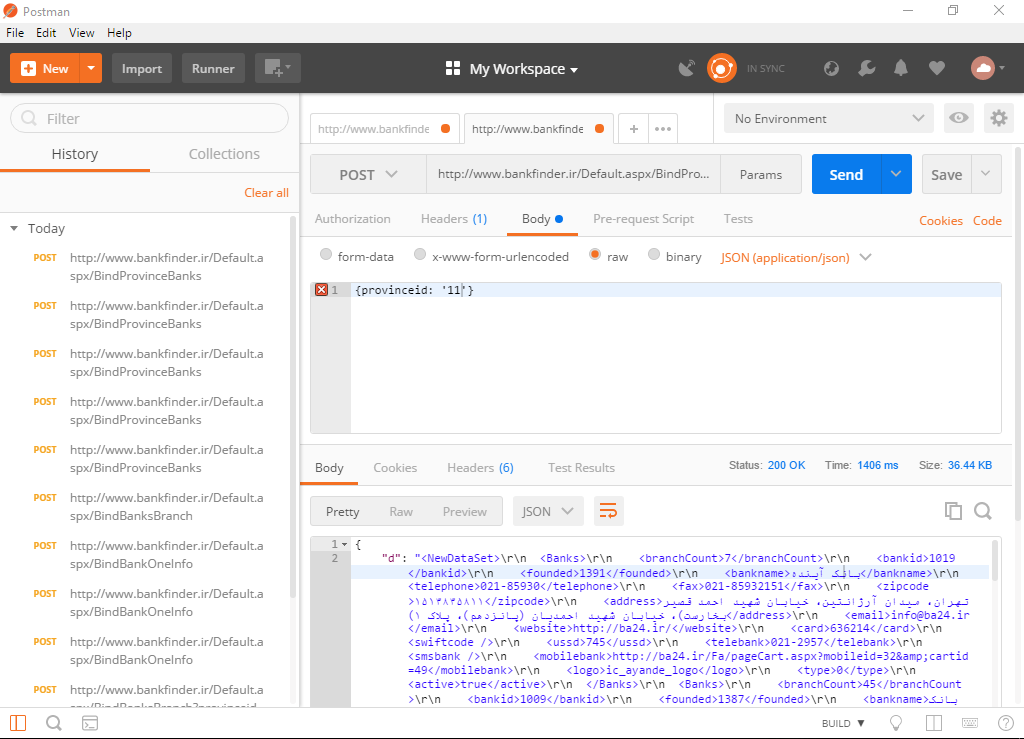 Postman
File Edit View Help
New Import Runner My Workspace IN SYNC
Filter
History Collections
Clear all
Today
POST http://www.bankfinder.ir/Default.a
spx/BindProvinceBanks
POST http://www.bankfinder.ir/Default.a
spx/BindProvinceBanks
POST http://www.bankfinder.ir/Default.a
spx/BindProvinceBanks
POST http://www.bankfinder.ir/Default.a
spx/BindProvinceBanks
POST http://www.bankfinder.ir/Default.a
spx/BindProvinceBanks
POST http://www.bankfinder.ir/Default.a
spx/BindBanksBranch
POST http://www.bankfinder.ir/Default.a
spx/BindBankOneInfo
POST http://www.bankfinder.ir/Default.a
spx/BindBankOneInfo
POST http://www.bankfinder.ir/Default.a
spx/BindBankOneInfo
POST http://www.bankfinder.ir/Default.a
spx/BindBanksBranch?provinceid
http://www.bankfinde http://www.bankfinde + •••
No Environment
POST http://www.bankfinder.ir/Default.aspx/BindPro... Params Send Save
Authorization Headers (1) Body Pre-request Script Tests Cookies Code
form-data x-www-form-urlencoded raw binary JSON (application/json)
1 {provinceid: '11'}
Body Cookies Headers (6) Test Results Status: 200 OK Time: 1406 ms Size: 36.44 KB
Pretty Raw Preview JSON
1 {
2 "d": "<NewDataSet>\r\n <Banks>\r\n <branchCount>7</branchCount>\r\n <bankid>1019
</bankid>\r\n <founded>1391</founded>\r\n <bankname>بانک آینده</bankname>\r\n
<telephone>021-85930</telephone>\r\n <fax>021-85932151</fax>\r\n <zipcode
>۱۵۱۴۸۴۵۸۱۱</zipcode>\r\n <address>تهران، میدان آرژانتین، خیابان شهید احمد قصیر
(بخارست)، خیابان شهید احمدیان (پانزدهم)، پلاک ۱</address>\r\n <email>info@ba24.ir
</email>\r\n <website>http://ba24.ir/</website>\r\n <card>636214</card>\r\n
<swiftcode />\r\n <ussd>745</ussd>\r\n <telebank>021-2957</telebank>\r\n
<smsbank />\r\n <mobilebank>http://ba24.ir/Fa/pageCart.aspx?mobileid=32&amp;cartid
=49</mobilebank>\r\n <logo>ic_ayande_logo</logo>\r\n <type>0</type>\r\n
<active>true</active>\r\n </Banks>\r\n <Banks>\r\n <branchCount>45</branchCount
>\r\n <bankid>1009</bankid>\r\n <founded>1387</founded>\r\n <bankname>بانک
BUILD